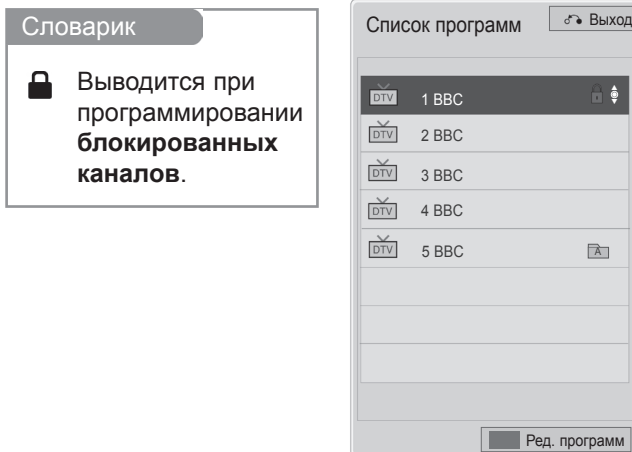 Словарик
Выводится при
программировании
блокированных
каналов.
Список программ
Выход
DTV 1 BBC
DTV 2 BBC
DTV 3 BBC
DTV 4 BBC
DTV 5 BBC A
Ред. программ